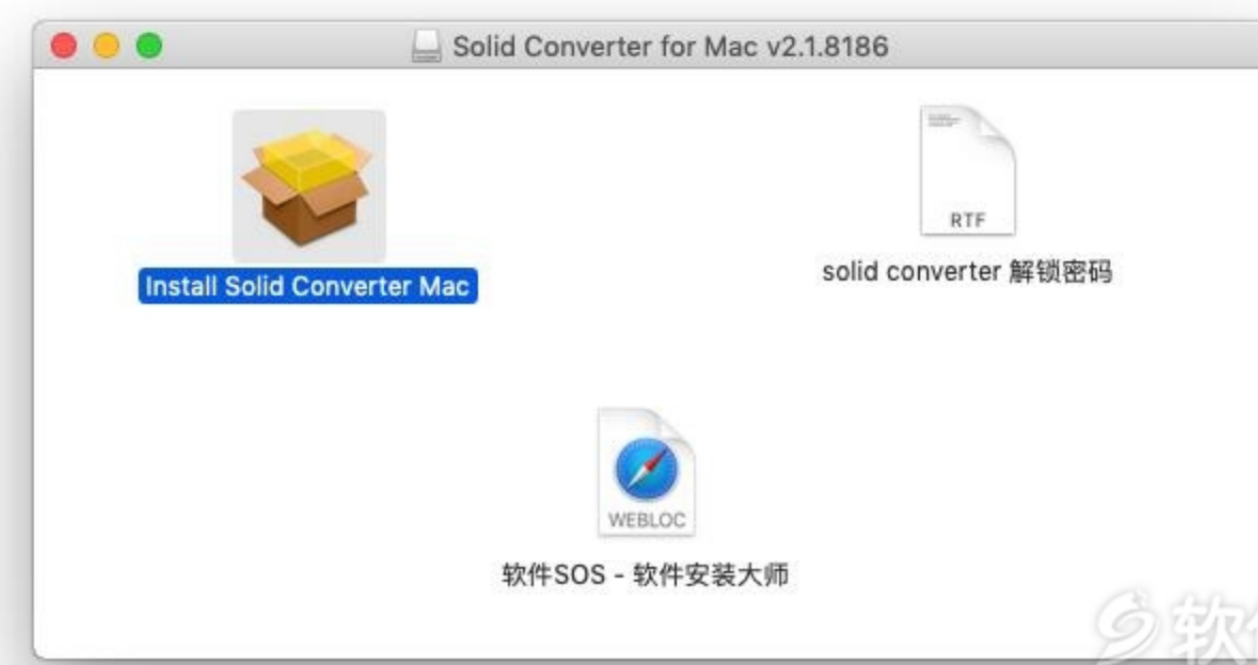 Solid Converter for Mac v2.1.8186
RTF
Install Solid Converter Mac
solid converter 解锁密码
WEBLOC
软件SOS - 软件安装大师
软